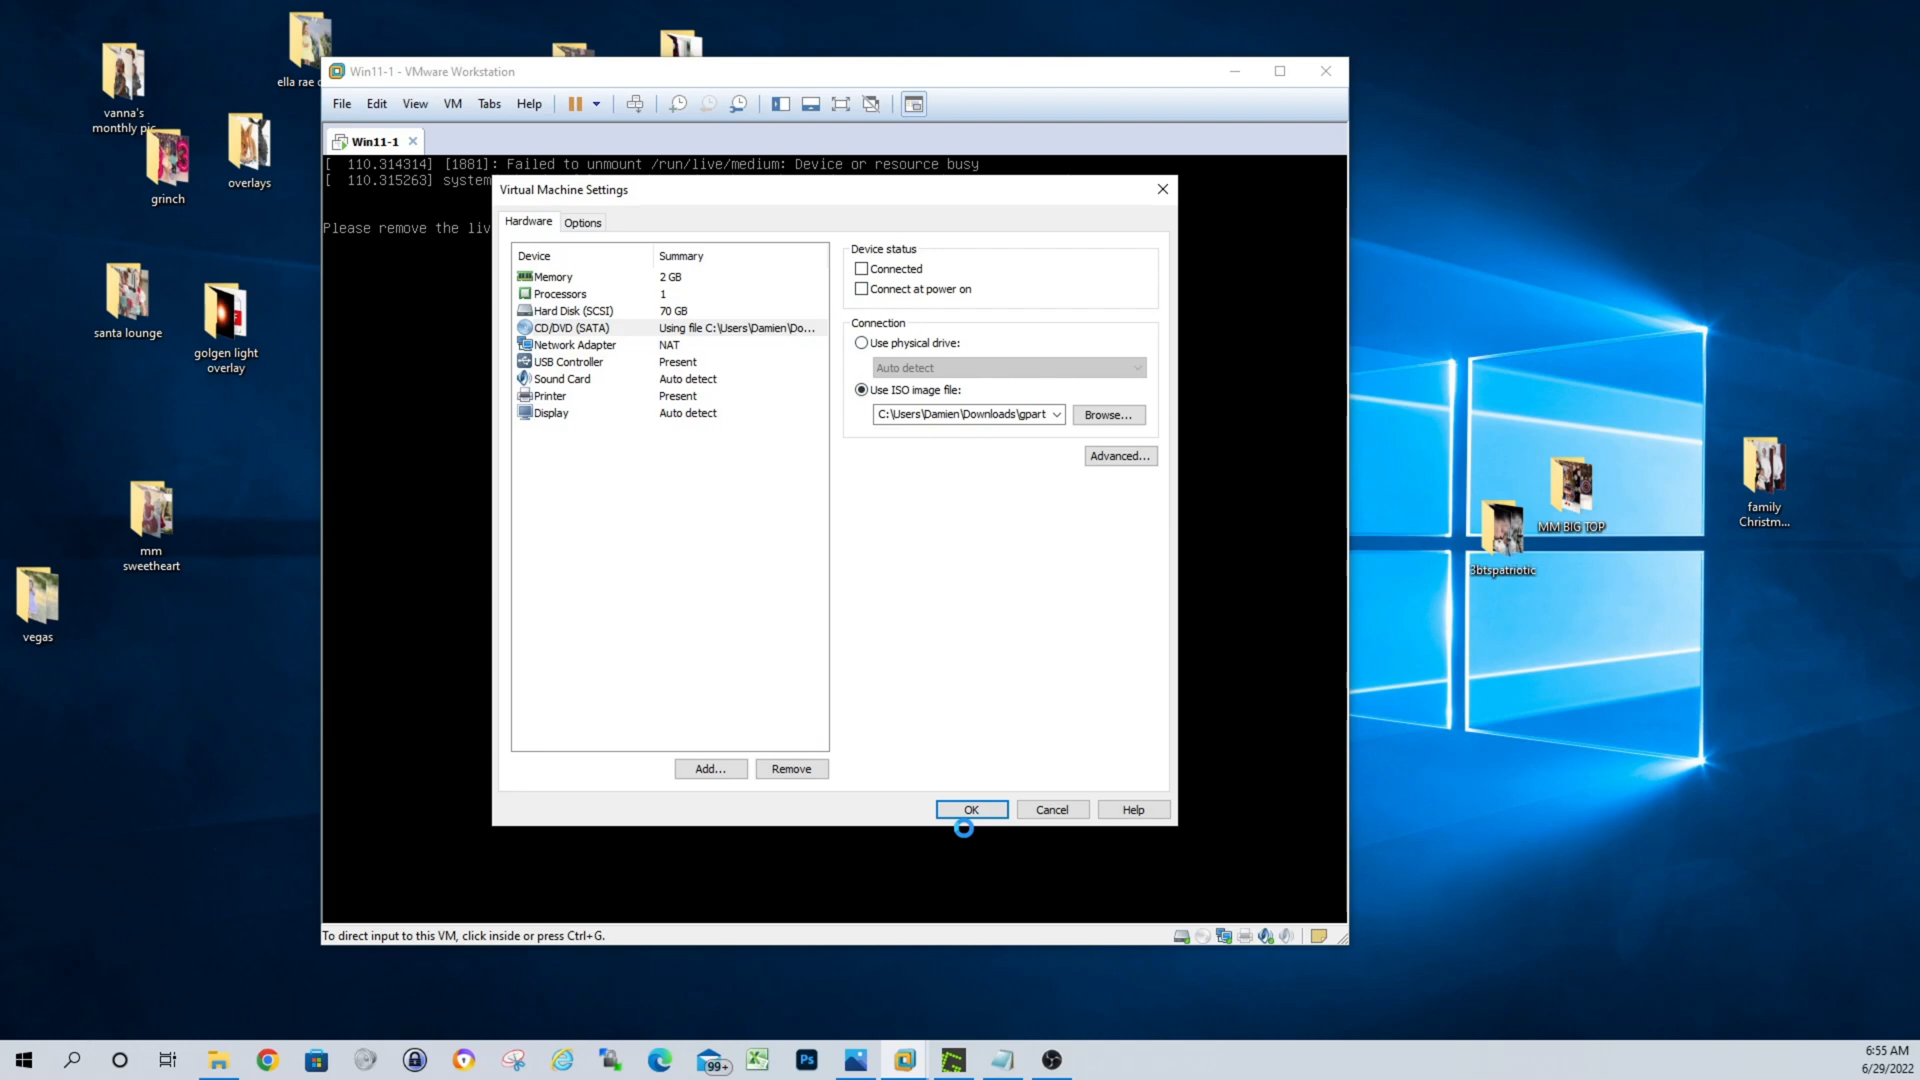 vanna's
monthly pic
ella rae
grinch
overlays
santa lounge
golgen light
overlay
mm
sweetheart
vegas
Win11-1 - VMware Workstation
File Edit View VM Tabs Help
Win11-1
[ 110.314314] [1881]: Failed to unmount /run/live/medium: Device or resource busy
[ 110.315263] system
Please remove the liv
Virtual Machine Settings
Hardware Options
Device Summary
Memory 2 GB
Processors 1
Hard Disk (SCSI) 70 GB
CD/DVD (SATA) Using file C:\Users\Damien\Do...
Network Adapter NAT
USB Controller Present
Sound Card Auto detect
Printer Present
Display Auto detect
Add... Remove
Device status
Connected
Connect at power on
Connection
Use physical drive:
Auto detect
Use ISO image file:
C:\Users\Damien\Downloads\gpart Browse...
Advanced...
OK Cancel Help
To direct input to this VM, click inside or press Ctrl+G.
MM BIG TOP
3btspatriotic
family
Christm...
99+
Ps
6:55 AM
6/29/2022